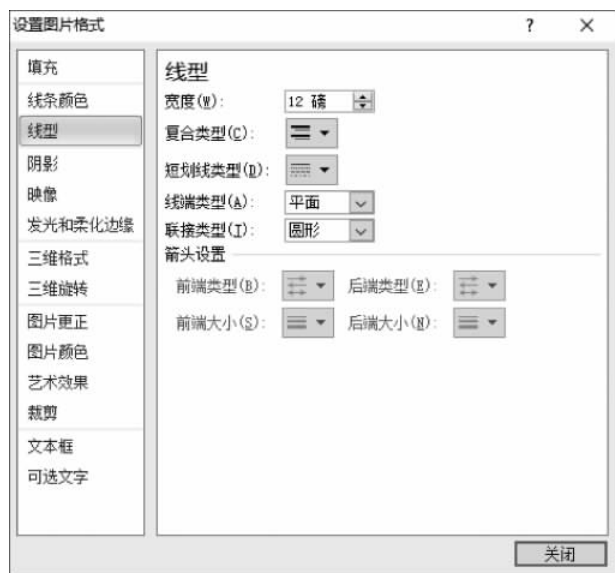 设置图片格式 ?
填充
线条颜色
线型
阴影
映像
发光和柔化边缘
三维格式
三维旋转
图片更正
图片颜色
艺术效果
裁剪
文本框
可选文字
线型
宽度(W): 12 磅
复合类型(C):
短划线类型(D):
线端类型(A): 平面
联接类型(T): 圆形
箭头设置
前端类型(B): 后端类型(E):
前端大小(S): 后端大小(N):
关闭